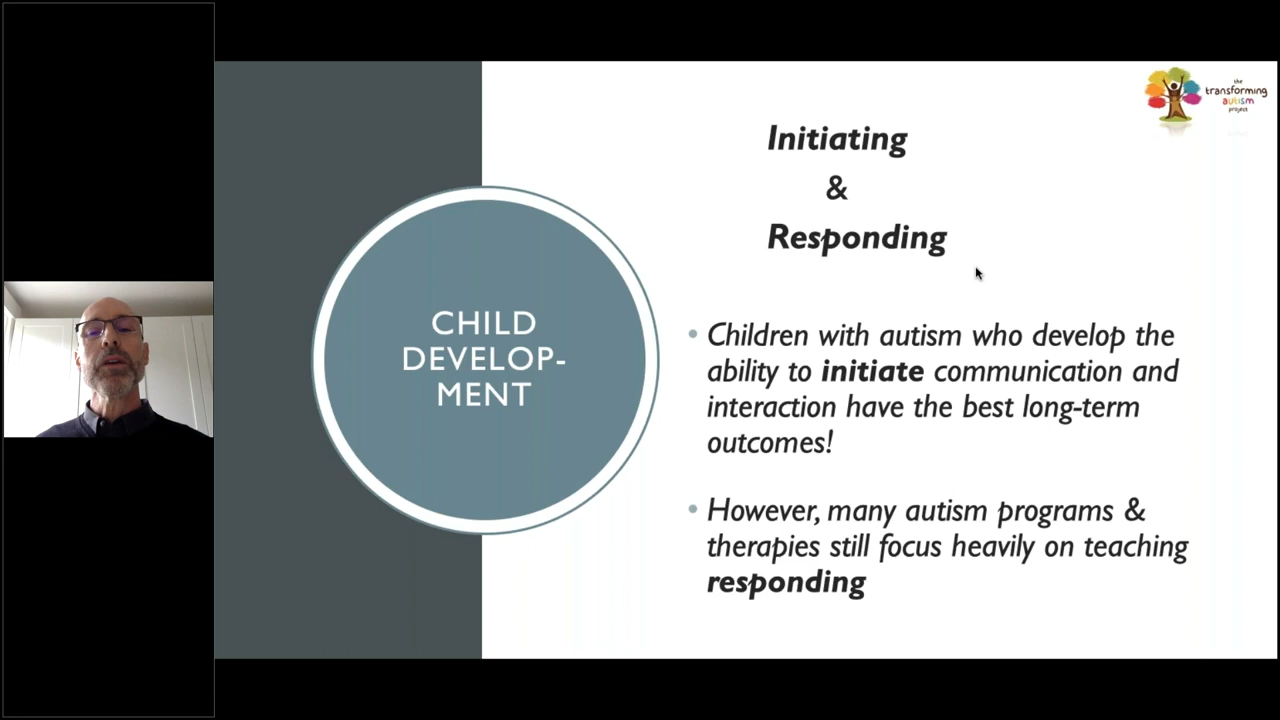 the
transforming
autism
project
Initiating
&
Responding
CHILD
DEVELOP-
MENT
Children with autism who develop the
ability to initiate communication and
interaction have the best long-term
outcomes!
However, many autism programs &
therapies still focus heavily on teaching
responding